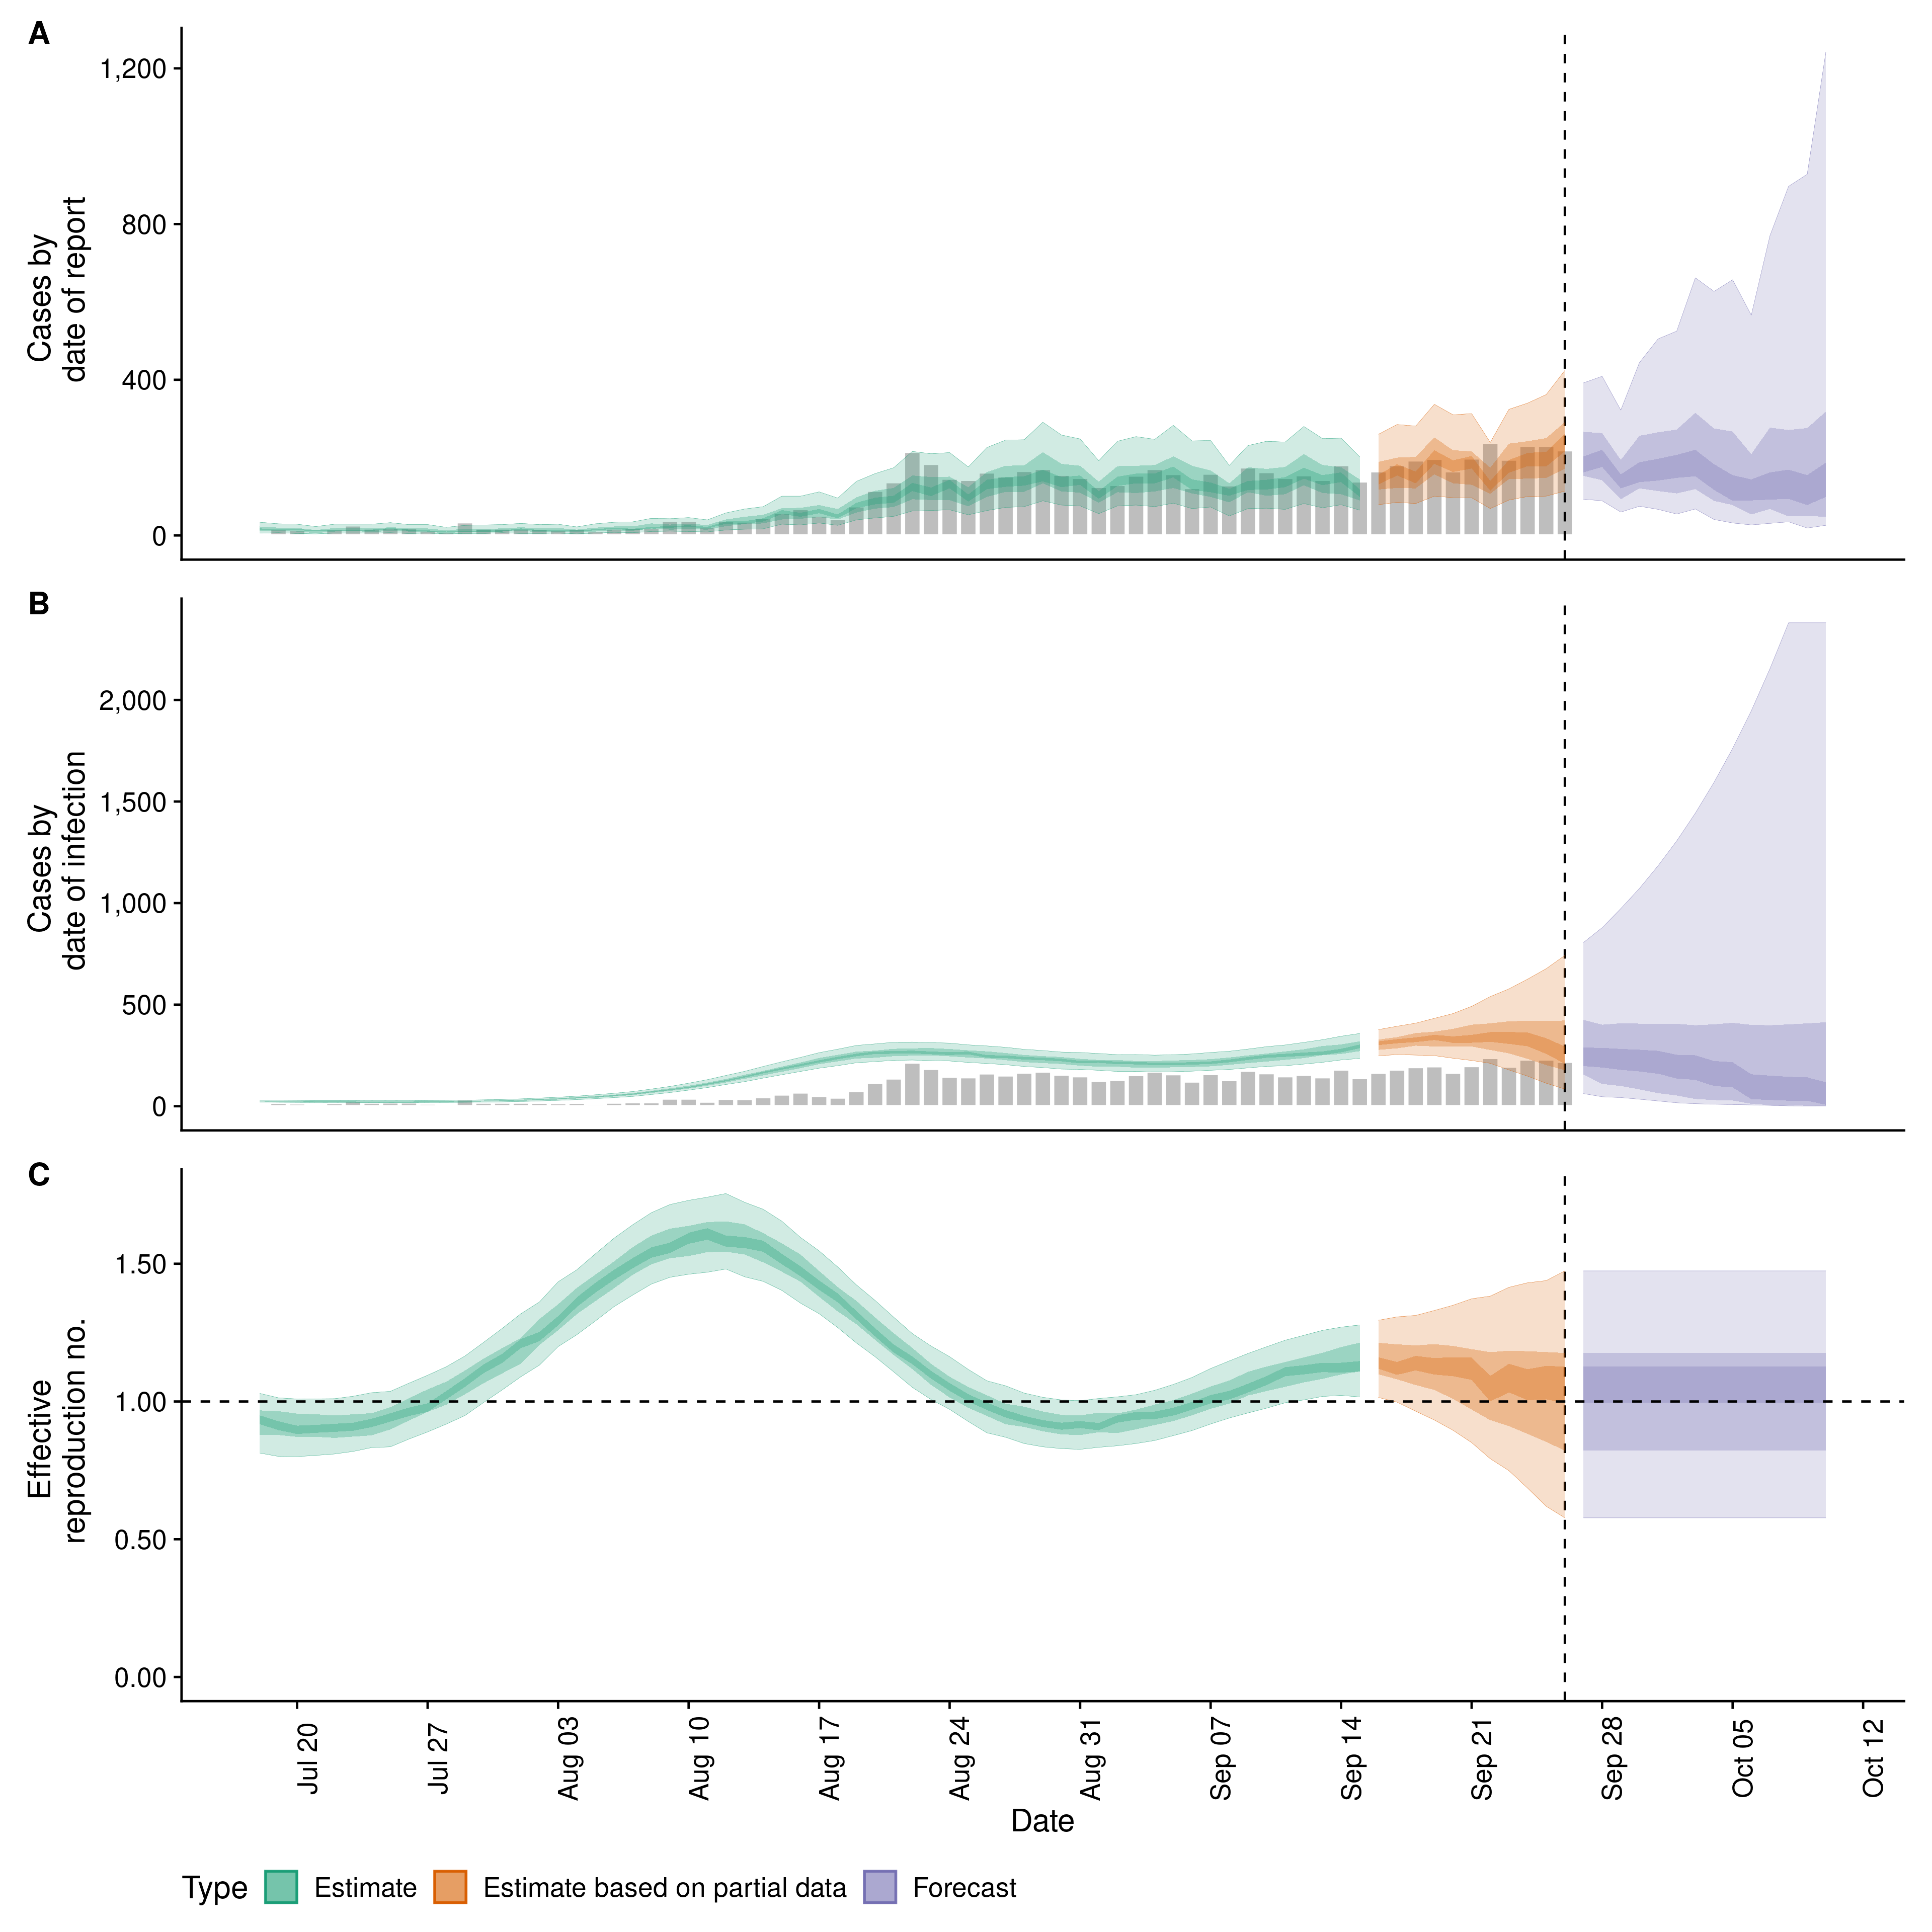 A
1,200
800
400
0
Cases by
date of report
B
2,000
1,500
1,000
500
0
Cases by
date of infection
C
1.50
1.00
0.50
0.00
Effective
reproduction no.
Jul 20
Jul 27
Aug 03
Aug 10
Aug 17
Aug 24
Aug 31
Sep 07
Sep 14
Sep 21
Sep 28
Oct 05
Oct 12
Date
Type Estimate Estimate based on partial data Forecast